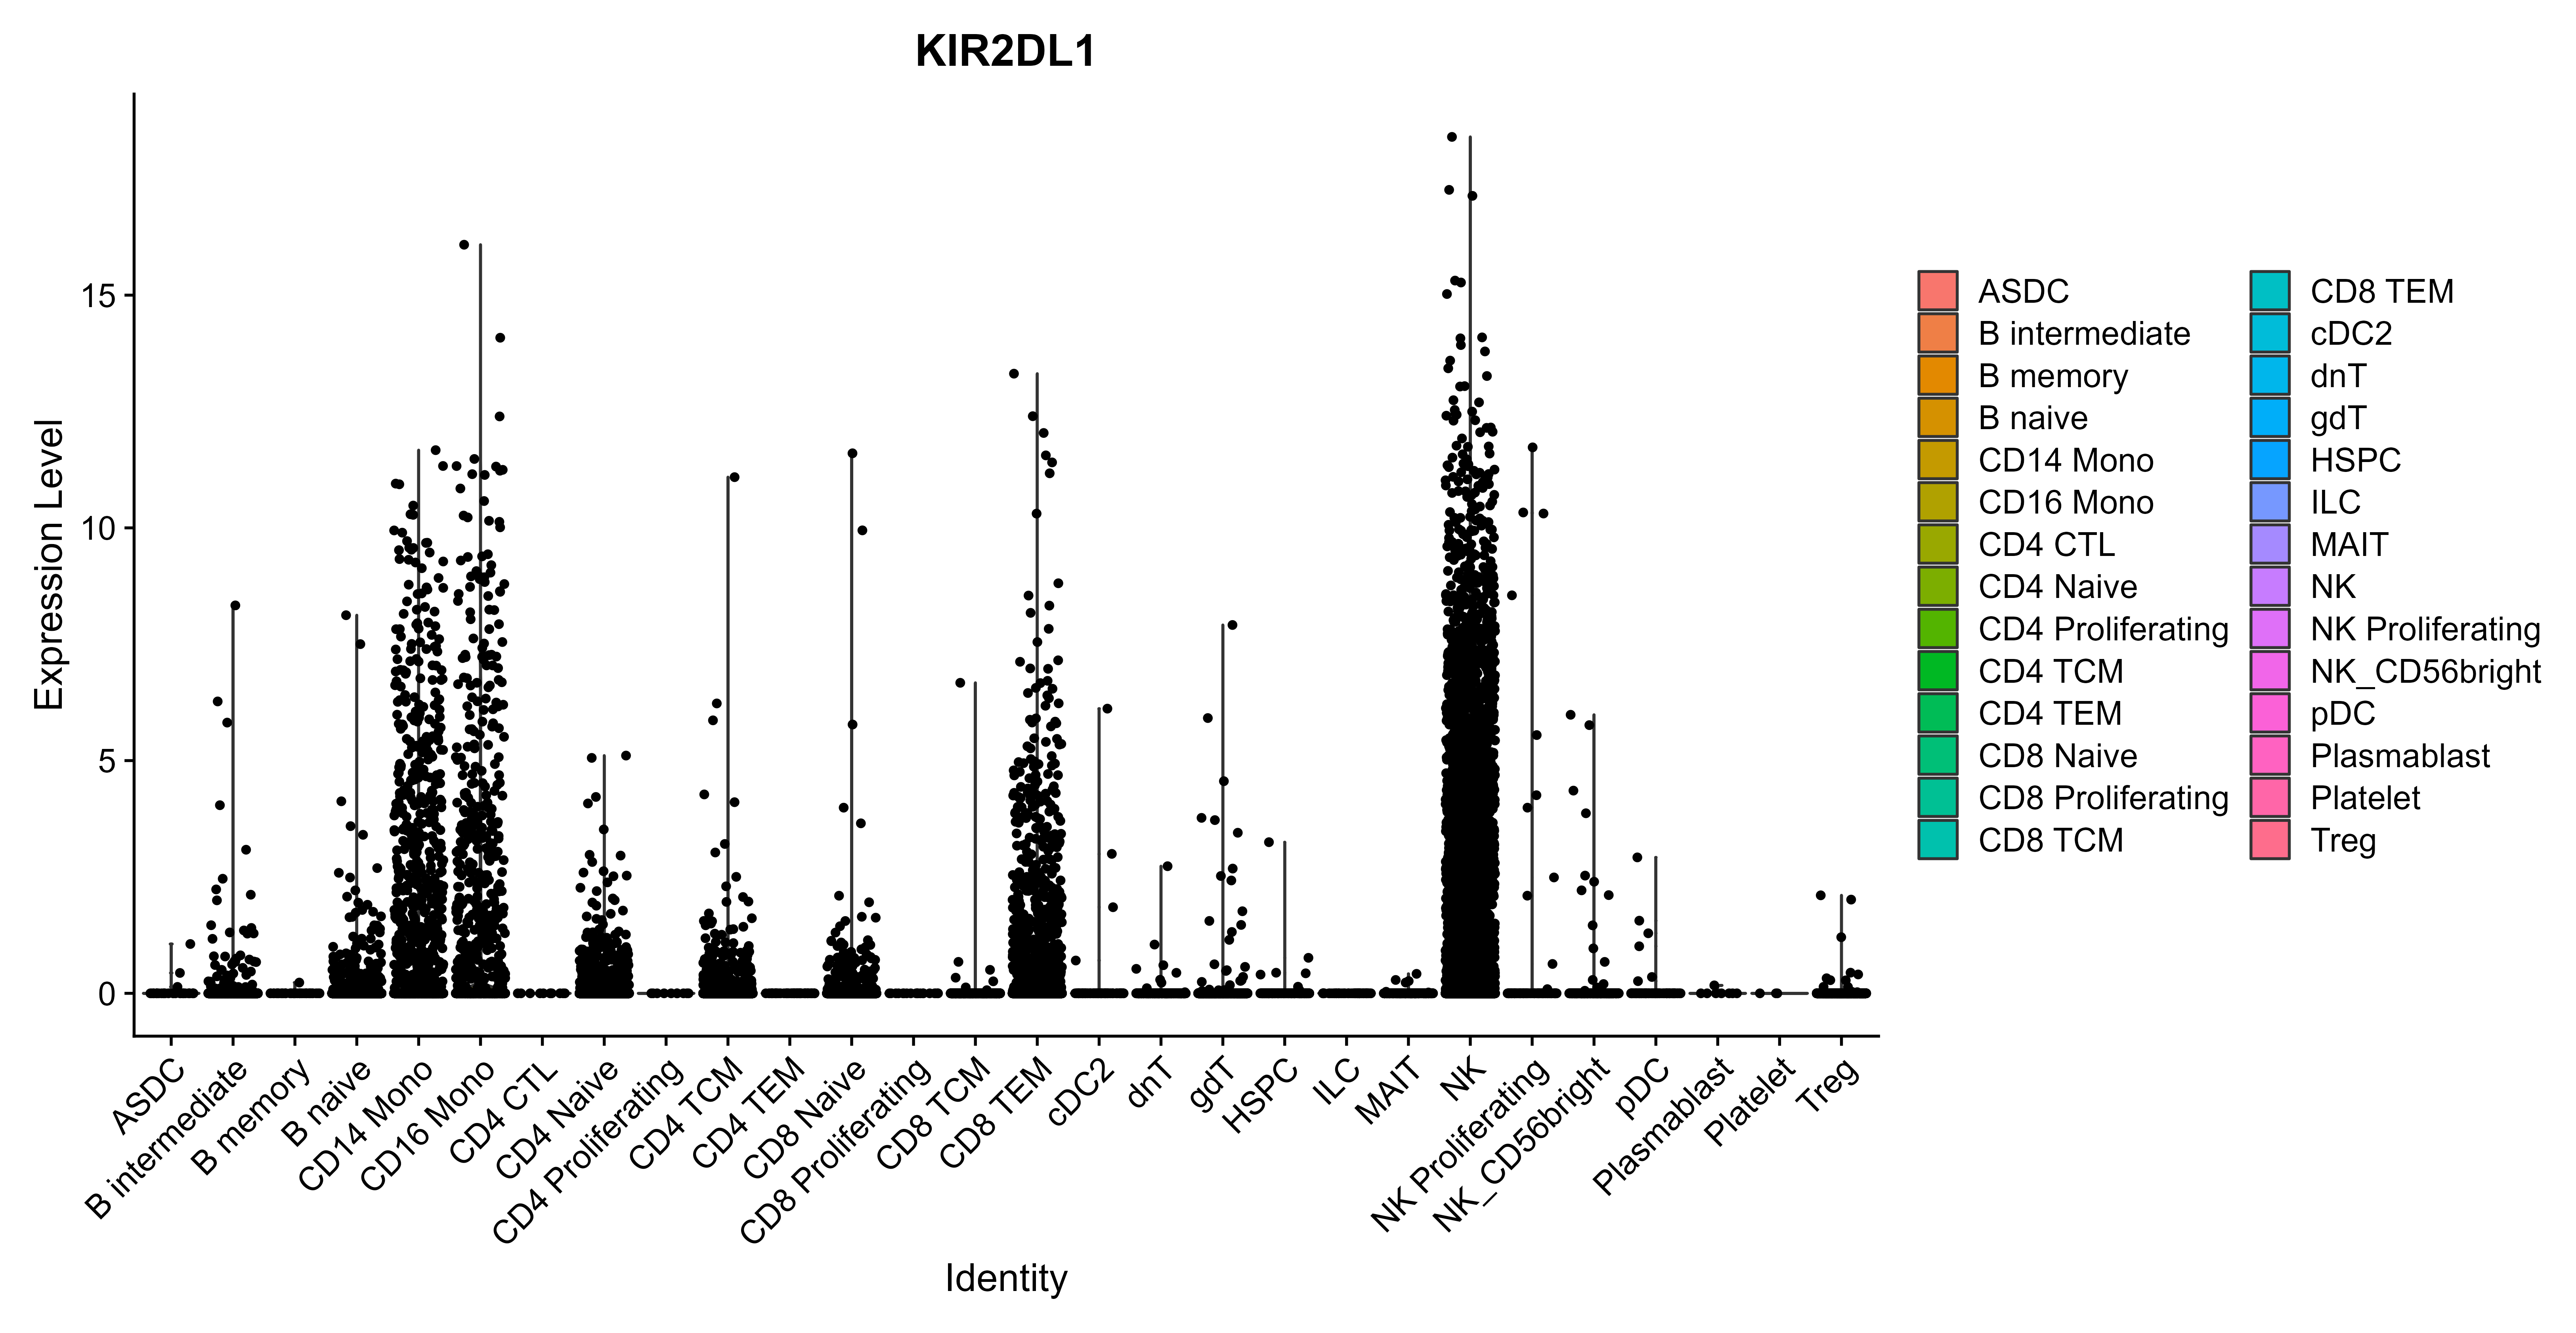 KIR2DL1
Expression Level
15
10
5
0
ASDC
B intermediate
B memory
B naive
CD14 Mono
CD16 Mono
CD4 CTL
CD4 Naive
CD4 Proliferating
CD4 TCM
CD4 TEM
CD8 Naive
CD8 Proliferating
CD8 TCM
CD8 TEM
cDC2
dnT
gdT
HSPC
ILC
MAIT
NK
NK Proliferating
NK_CD56bright
pDC
Plasmablast
Platelet
Treg
Identity
ASDC
B intermediate
B memory
B naive
CD14 Mono
CD16 Mono
CD4 CTL
CD4 Naive
CD4 Proliferating
CD4 TCM
CD4 TEM
CD8 Naive
CD8 Proliferating
CD8 TCM
CD8 TEM
cDC2
dnT
gdT
HSPC
ILC
MAIT
NK
NK Proliferating
NK_CD56bright
pDC
Plasmablast
Platelet
Treg